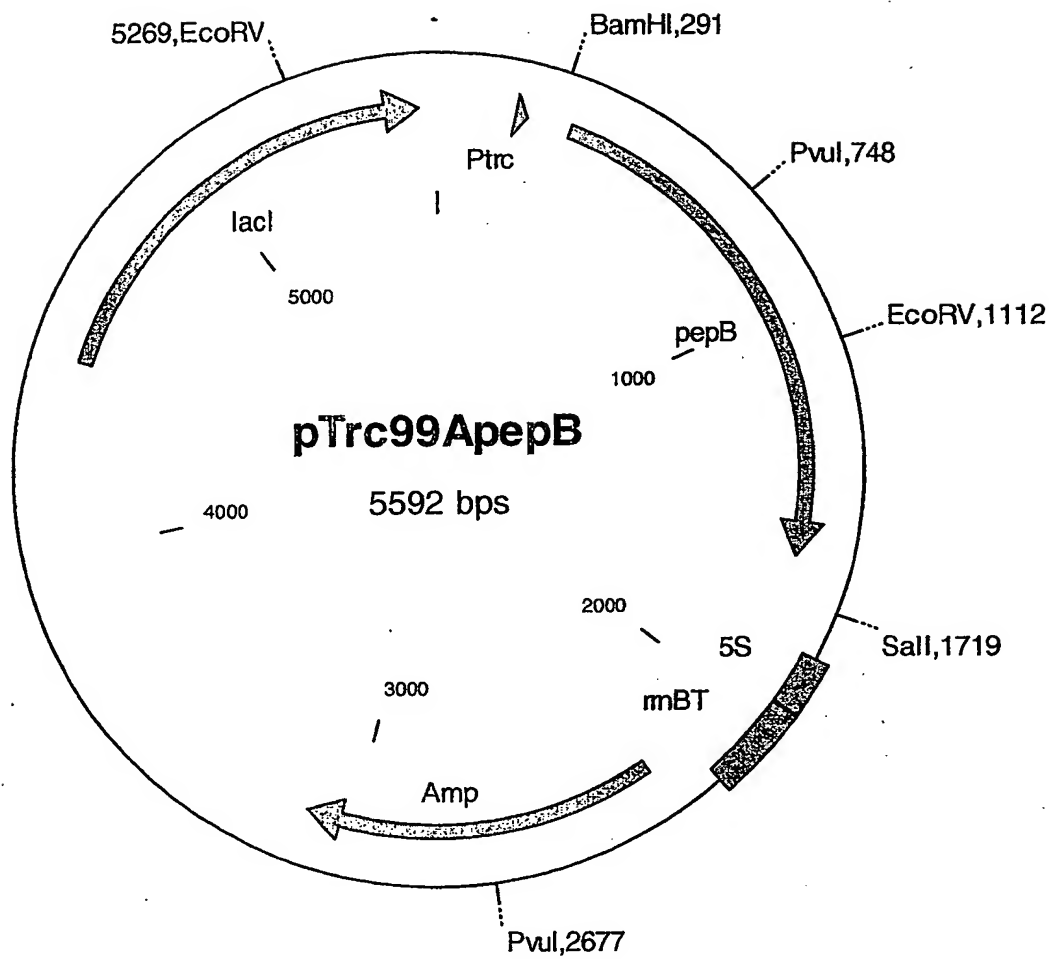 5269,EcoRV
BamHI,291
Ptrc
PvuI,748
lacI
I
5000
EcoRV,1112
pepB
1000
pTrc99ApepB
5592 bps
4000
2000
5S
SalI,1719
3000
rrnBT
Amp
PvuI,2677